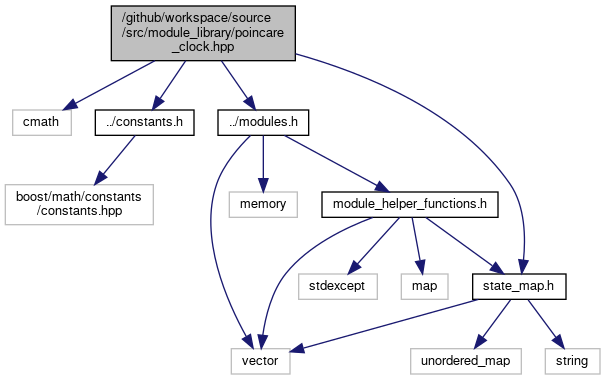 /github/workspace/source
/src/module_library/poincare
_clock.hpp
cmath
../constants.h
../modules.h
boost/math/constants
/constants.hpp
memory
module_helper_functions.h
stdexcept
map
state_map.h
vector
unordered_map
string